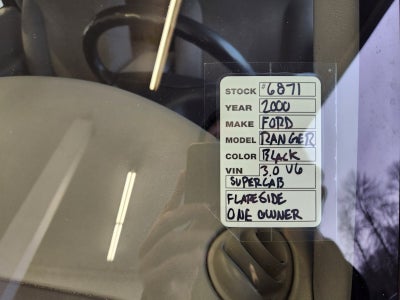 STOCK #6871
YEAR 2000
MAKE FORD
MODEL RANGER
COLOR BLACK
VIN 3.0 V6
SUPERCAB
FLARESIDE
ONE OWNER